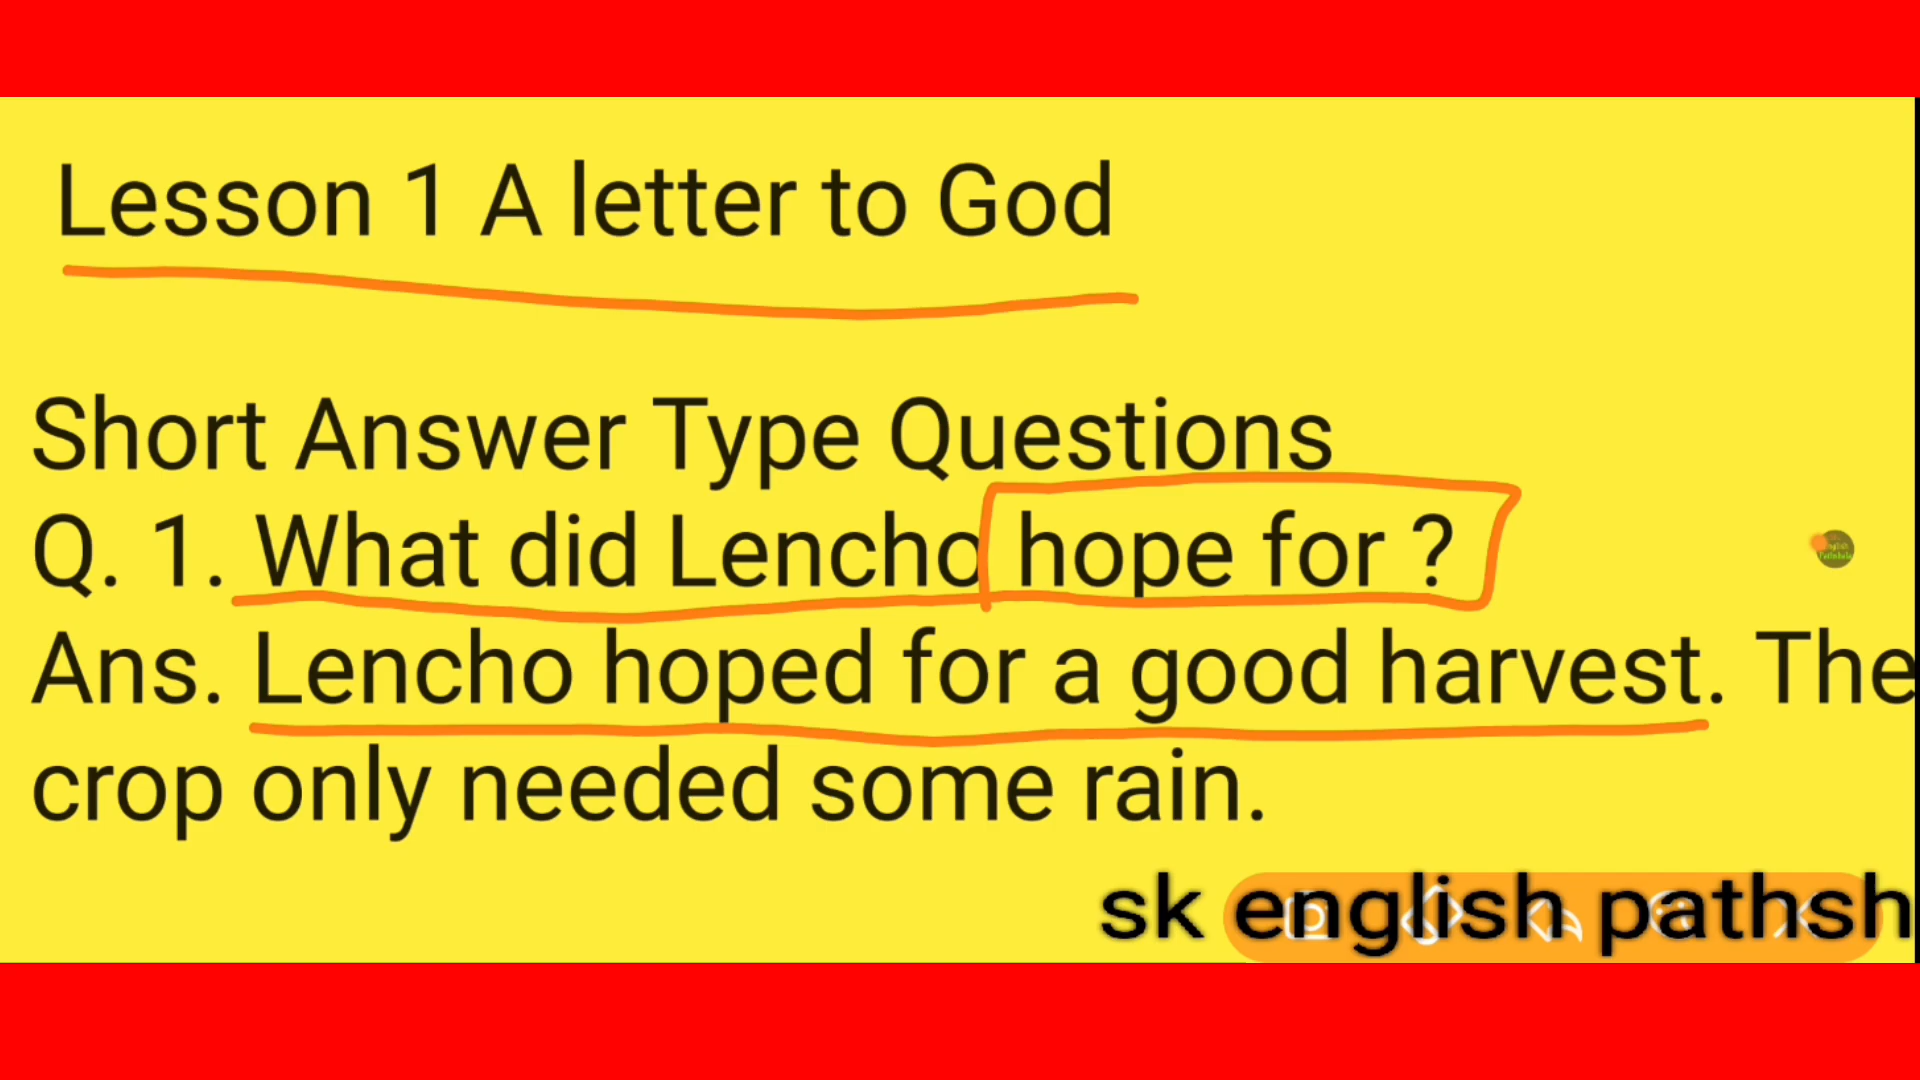 Lesson 1 A letter to God
Short Answer Type Questions
Q. 1. What did Lencho hope for ?
Ans. Lencho hoped for a good harvest. The
crop only needed some rain.
sk english pathsh